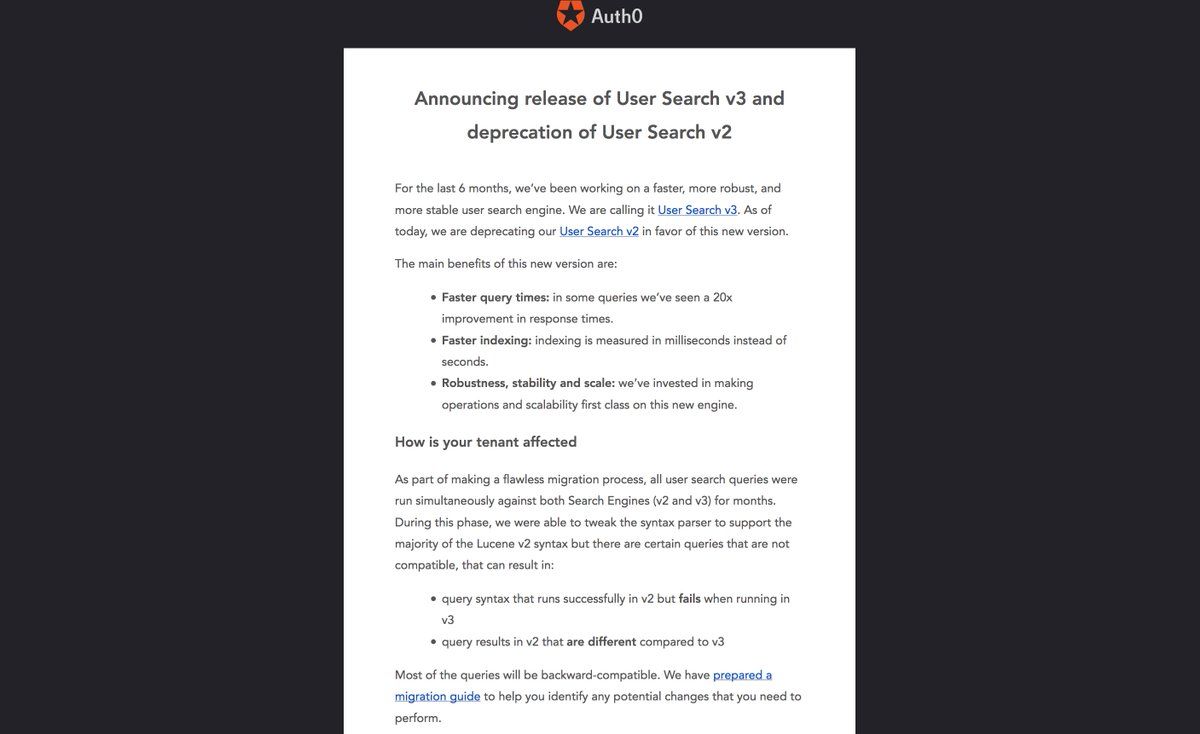 Auth0
Announcing release of User Search v3 and
deprecation of User Search v2
For the last 6 months, we’ve been working on a faster, more robust, and
more stable user search engine. We are calling it User Search v3. As of
today, we are deprecating our User Search v2 in favor of this new version.
The main benefits of this new version are:
• Faster query times: in some queries we’ve seen a 20x
improvement in response times.
• Faster indexing: indexing is measured in milliseconds instead of
seconds.
• Robustness, stability and scale: we’ve invested in making
operations and scalability first class on this new engine.
How is your tenant affected
As part of making a flawless migration process, all user search queries were
run simultaneously against both Search Engines (v2 and v3) for months.
During this phase, we were able to tweak the syntax parser to support the
majority of the Lucene v2 syntax but there are certain queries that are not
compatible, that can result in:
• query syntax that runs successfully in v2 but fails when running in
v3
• query results in v2 that are different compared to v3
Most of the queries will be backward-compatible. We have prepared a
migration guide to help you identify any potential changes that you need to
perform.